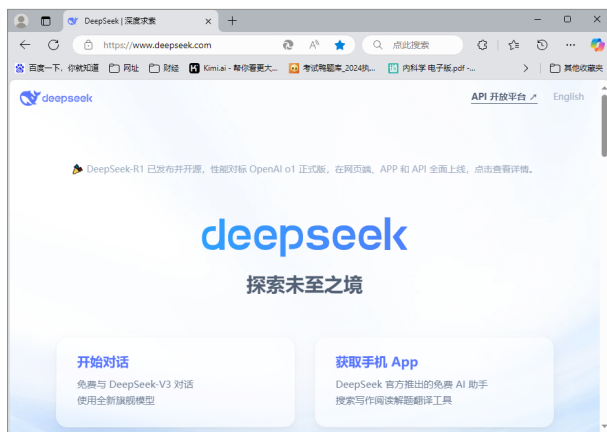 DeepSeek | 深度求索
https://www.deepseek.com
点此搜索
百度一下，你就知道 网址 财经 Kimi.ai - 帮你看更大... 考试鸭题库_2024执... 内科学 电子版.pdf -... 其他收藏夹
deepseek
API 开放平台 ↗ English
🎉 DeepSeek-R1 已发布并开源，性能对标 OpenAI o1 正式版，在网页端、APP 和 API 全面上线，点击查看详情。
deepseek
探索未至之境
开始对话
免费与 DeepSeek-V3 对话
使用全新旗舰模型
获取手机 App
DeepSeek 官方推出的免费 AI 助手
搜索写作阅读解题翻译工具